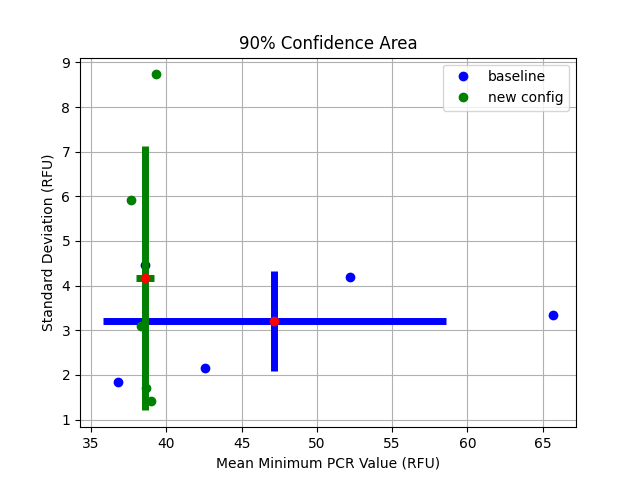 90% Confidence Area
baseline
new config
Standard Deviation (RFU)
9
8
7
6
5
4
3
2
1
35 40 45 50 55 60 65
Mean Minimum PCR Value (RFU)